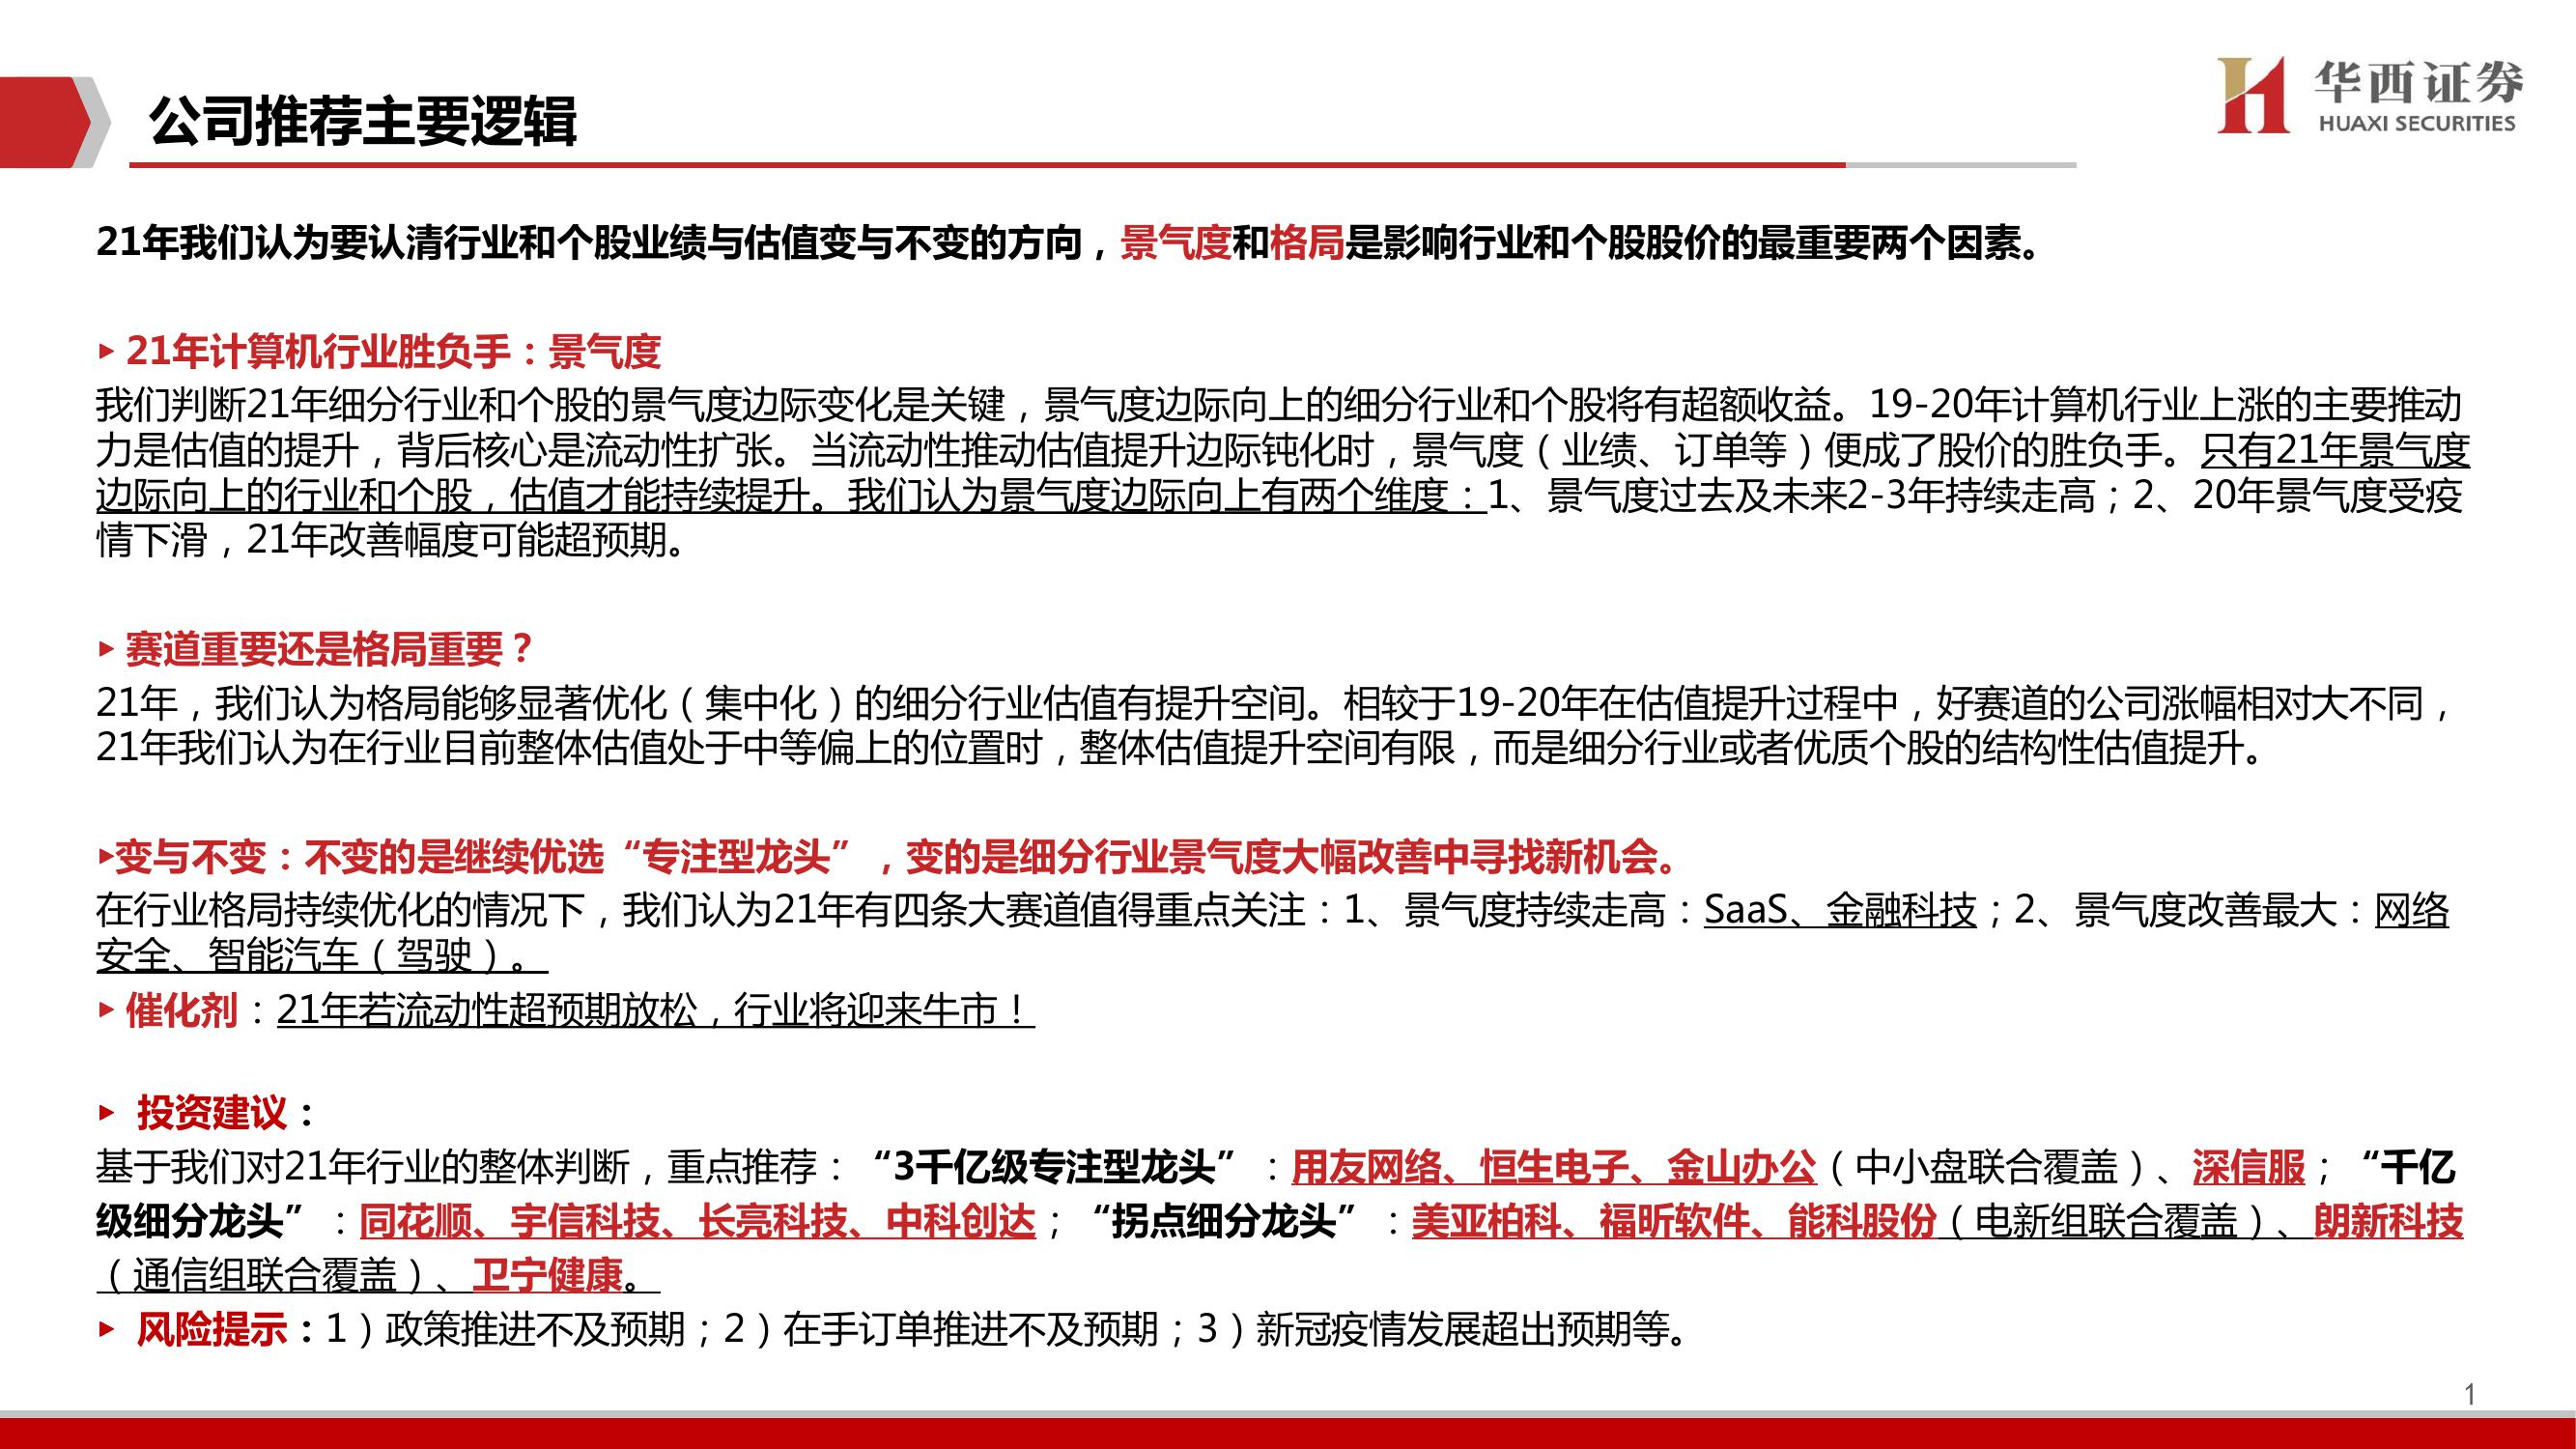 公司推荐主要逻辑
华西证券
HUAXI SECURITIES
21年我们认为要认清行业和个股业绩与估值变与不变的方向，景气度和格局是影响行业和个股股价的最重要两个因素。
▸ 21年计算机行业胜负手：景气度
我们判断21年细分行业和个股的景气度边际变化是关键，景气度边际向上的细分行业和个股将有超额收益。19-20年计算机行业上涨的主要推动
力是估值的提升，背后核心是流动性扩张。当流动性推动估值提升边际钝化时，景气度（业绩、订单等）便成了股价的胜负手。只有21年景气度
边际向上的行业和个股，估值才能持续提升。我们认为景气度边际向上有两个维度：1、景气度过去及未来2-3年持续走高；2、20年景气度受疫
情下滑，21年改善幅度可能超预期。
▸ 赛道重要还是格局重要？
21年，我们认为格局能够显著优化（集中化）的细分行业估值有提升空间。相较于19-20年在估值提升过程中，好赛道的公司涨幅相对大不同，
21年我们认为在行业目前整体估值处于中等偏上的位置时，整体估值提升空间有限，而是细分行业或者优质个股的结构性估值提升。
▸变与不变：不变的是继续优选“专注型龙头”，变的是细分行业景气度大幅改善中寻找新机会。
在行业格局持续优化的情况下，我们认为21年有四条大赛道值得重点关注：1、景气度持续走高：SaaS、金融科技；2、景气度改善最大：网络
安全、智能汽车（驾驶）。
▸ 催化剂：21年若流动性超预期放松，行业将迎来牛市！
▸ 投资建议：
基于我们对21年行业的整体判断，重点推荐：“3千亿级专注型龙头”：用友网络、恒生电子、金山办公（中小盘联合覆盖）、深信服；“千亿
级细分龙头”：同花顺、宇信科技、长亮科技、中科创达；“拐点细分龙头”：美亚柏科、福昕软件、能科股份（电新组联合覆盖）、朗新科技
（通信组联合覆盖）、卫宁健康。
▸ 风险提示：1）政策推进不及预期；2）在手订单推进不及预期；3）新冠疫情发展超出预期等。
1